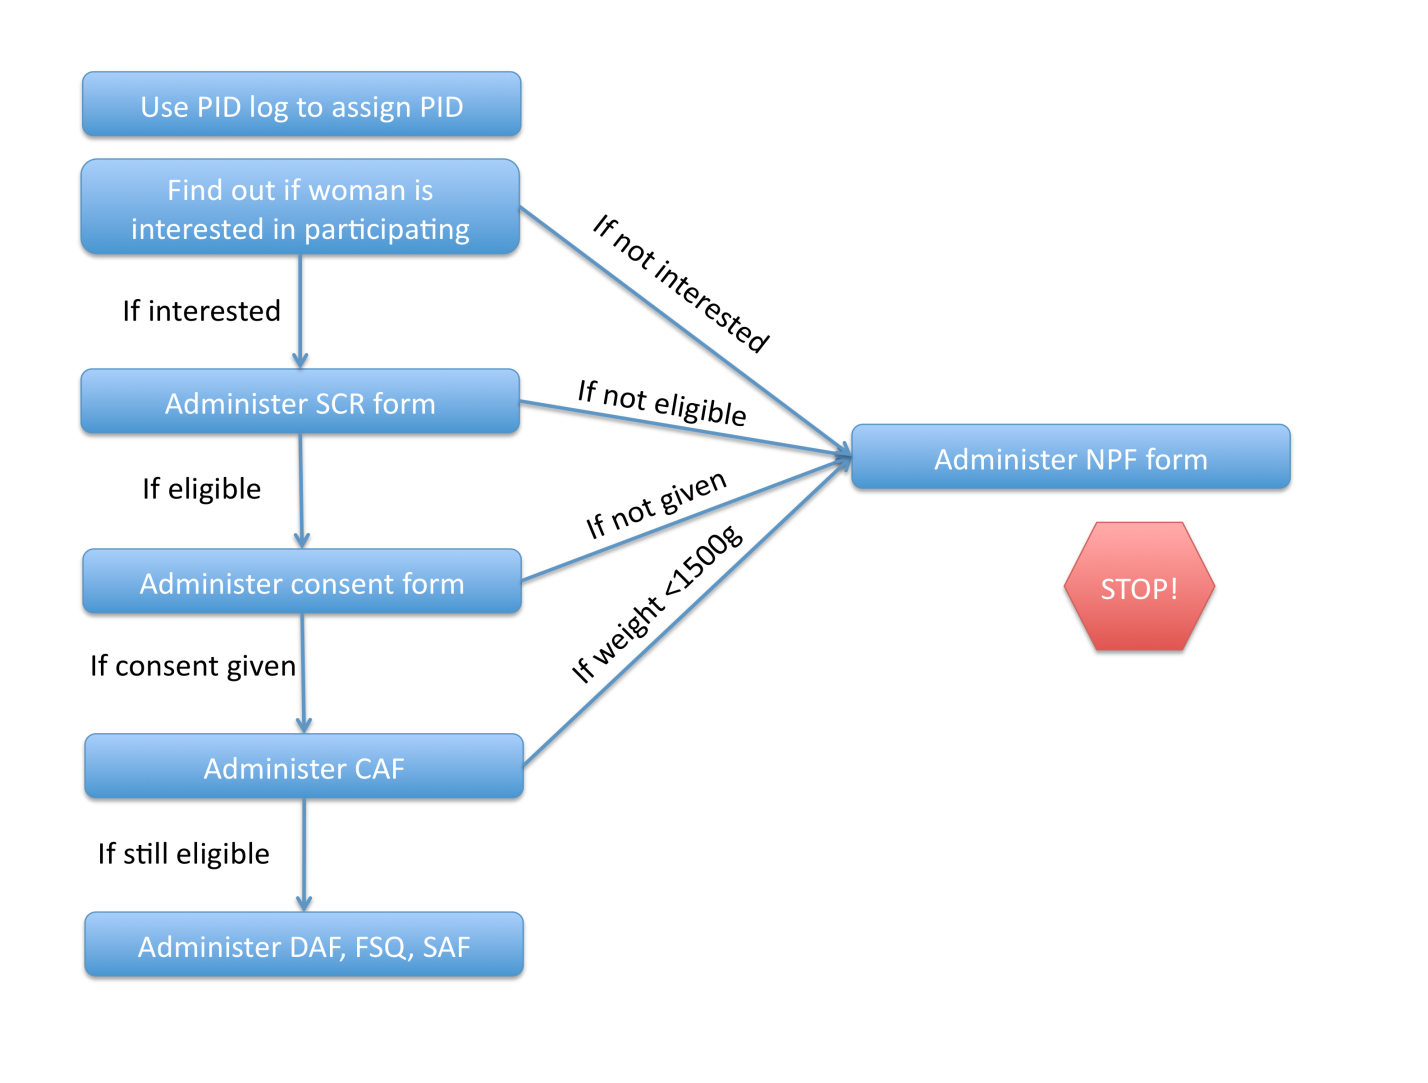 Use PID log to assign PID
Find out if woman is
interested in participating
If not interested
If interested
Administer SCR form
If not eligible
Administer NPF form
If eligible
If not given
STOP!
Administer consent form
If weight <1500g
If consent given
Administer CAF
If still eligible
Administer DAF, FSQ, SAF